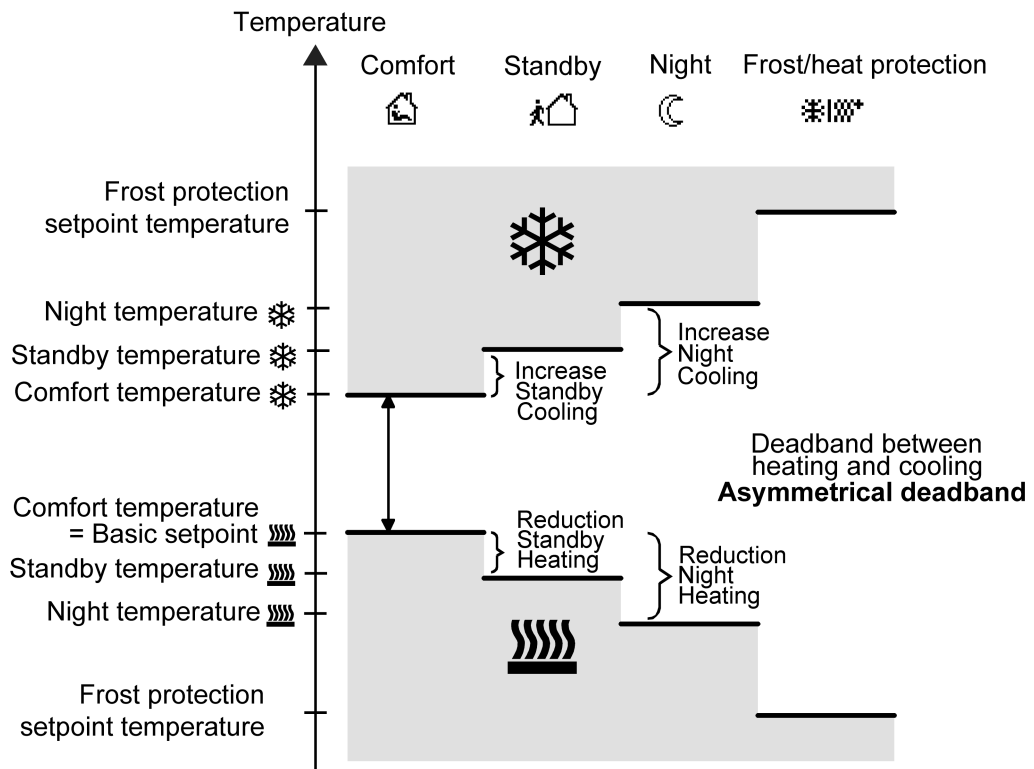 Temperature
Comfort
Standby
Night
Frost/heat protection
Frost protection
setpoint temperature
Night temperature
Standby temperature
Comfort temperature
Increase
Standby
Cooling
Increase
Night
Cooling
Deadband between
heating and cooling
Asymmetrical deadband
Comfort temperature
= Basic setpoint
Standby temperature
Night temperature
Reduction
Standby
Heating
Reduction
Night
Heating
Frost protection
setpoint temperature